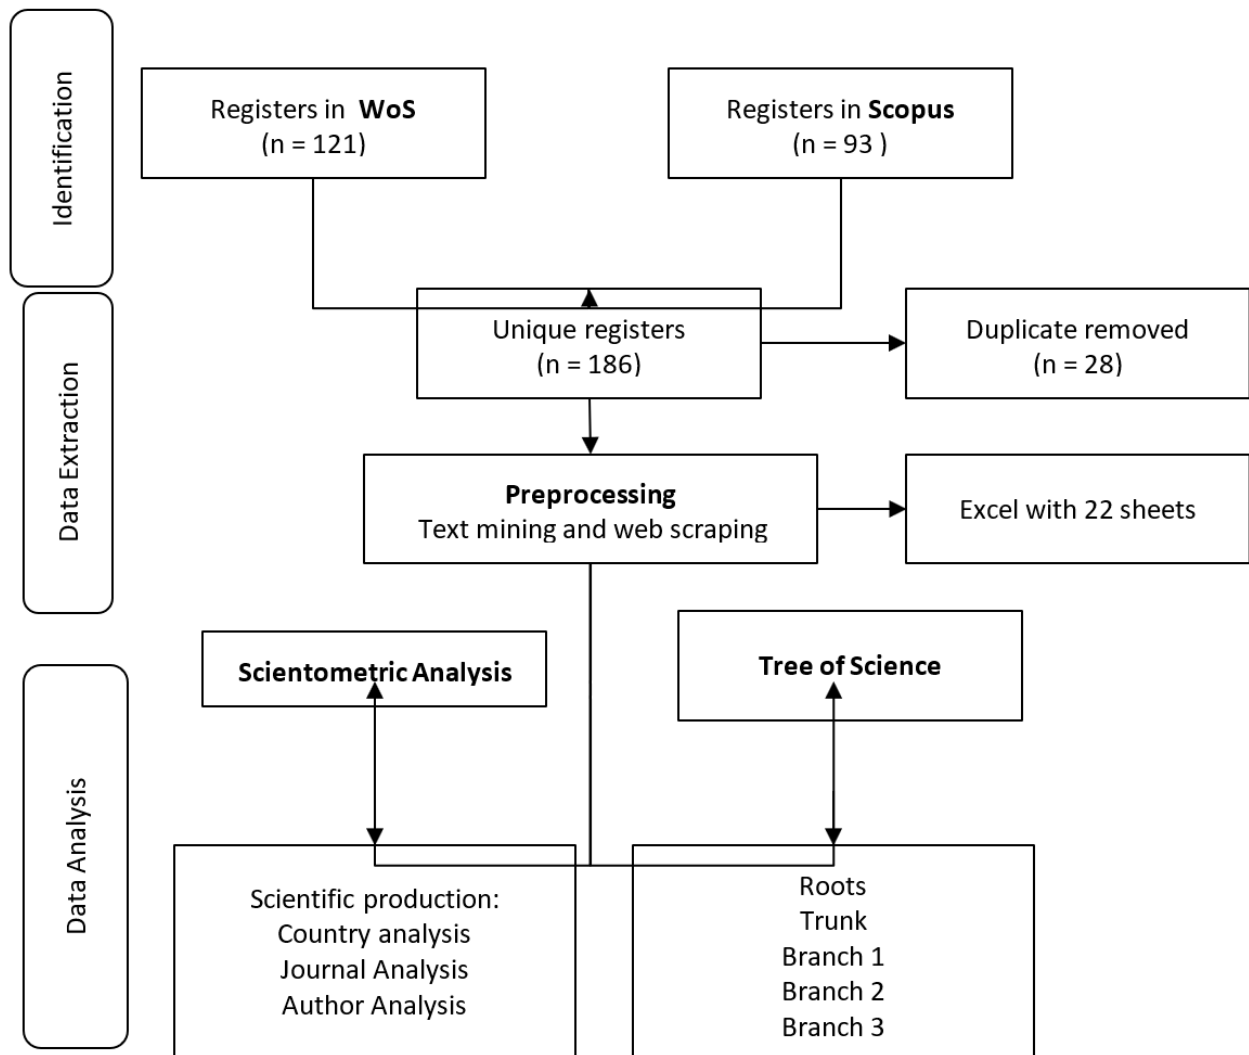 Identification
Registers in WoS
(n = 121)
Registers in Scopus
(n = 93 )
Data Extraction
Unique registers
(n = 186)
Duplicate removed
(n = 28)
Preprocessing
Text mining and web scraping
Excel with 22 sheets
Data Analysis
Scientometric Analysis
Tree of Science
Scientific production:
Country analysis
Journal Analysis
Author Analysis
Roots
Trunk
Branch 1
Branch 2
Branch 3